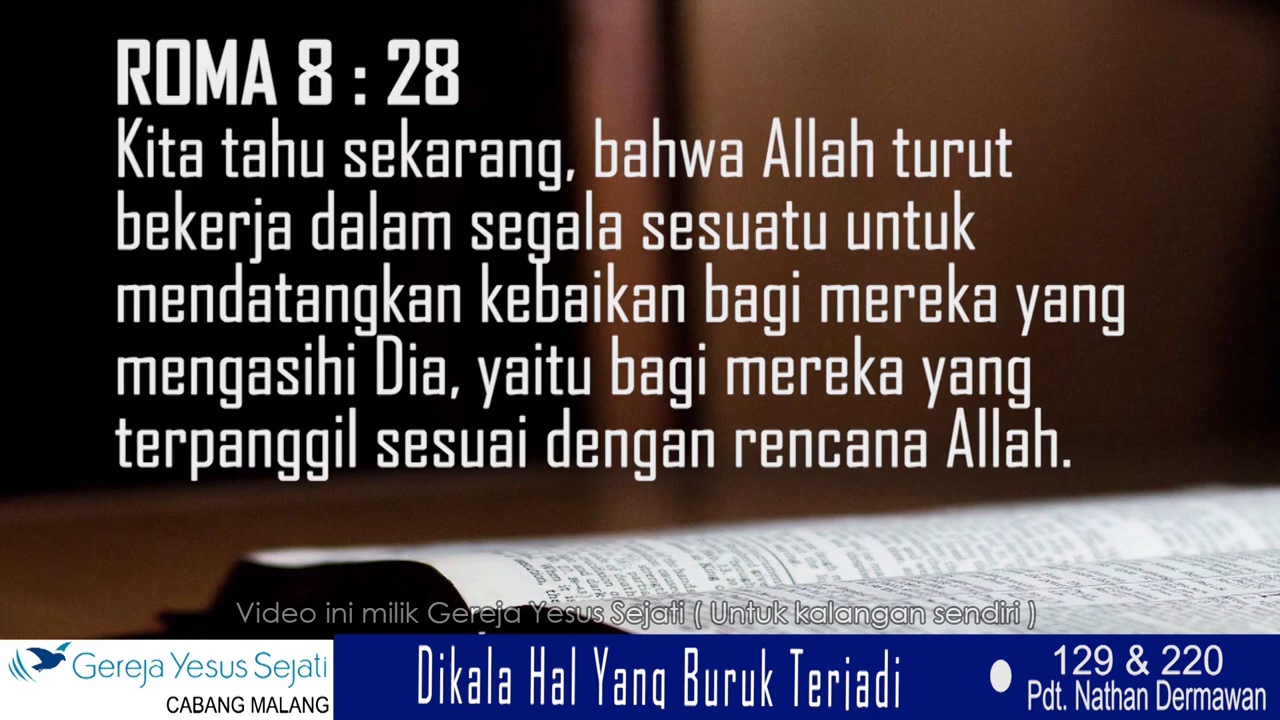 ROMA 8 : 28
Kita tahu sekarang, bahwa Allah turut
bekerja dalam segala sesuatu untuk
mendatangkan kebaikan bagi mereka yang
mengasihi Dia, yaitu bagi mereka yang
terpanggil sesuai dengan rencana Allah.
Video ini milik Gereja Yesus Sejati ( Untuk kalangan sendiri )
Gereja Yesus Sejati
CABANG MALANG
Dikala Hal Yang Buruk Terjadi
129 & 220
Pdt. Nathan Dermawan